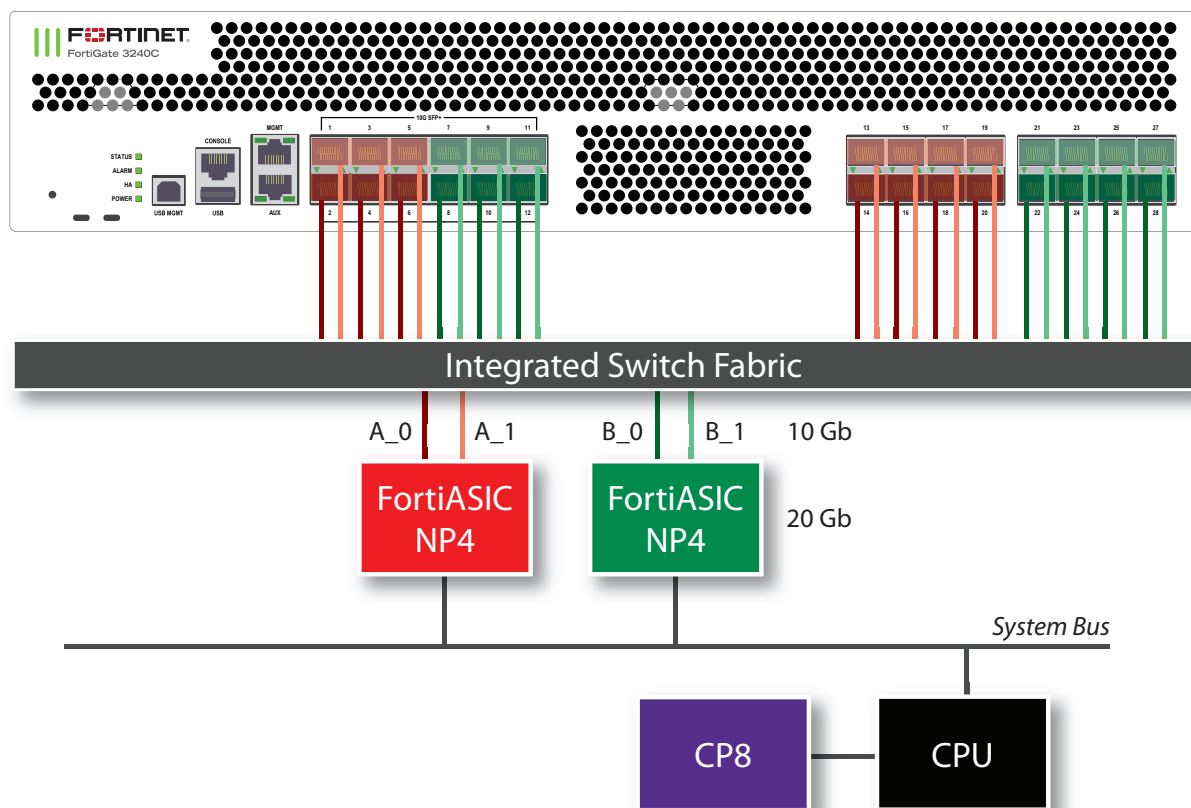 FORTINET
FortiGate 3240C
10G SFP+
1 3 5 7 9 11
13 15 17 19
21 23 25 27
MGMT
CONSOLE
STATUS
ALARM
HA
POWER
USB MGMT
USB
AUX
2 4 6 8 10 12
14 16 18 20
22 24 26 28
Integrated Switch Fabric
A_0 A_1 B_0 B_1 10 Gb
FortiASIC
NP4
FortiASIC
NP4
20 Gb
System Bus
CP8
CPU